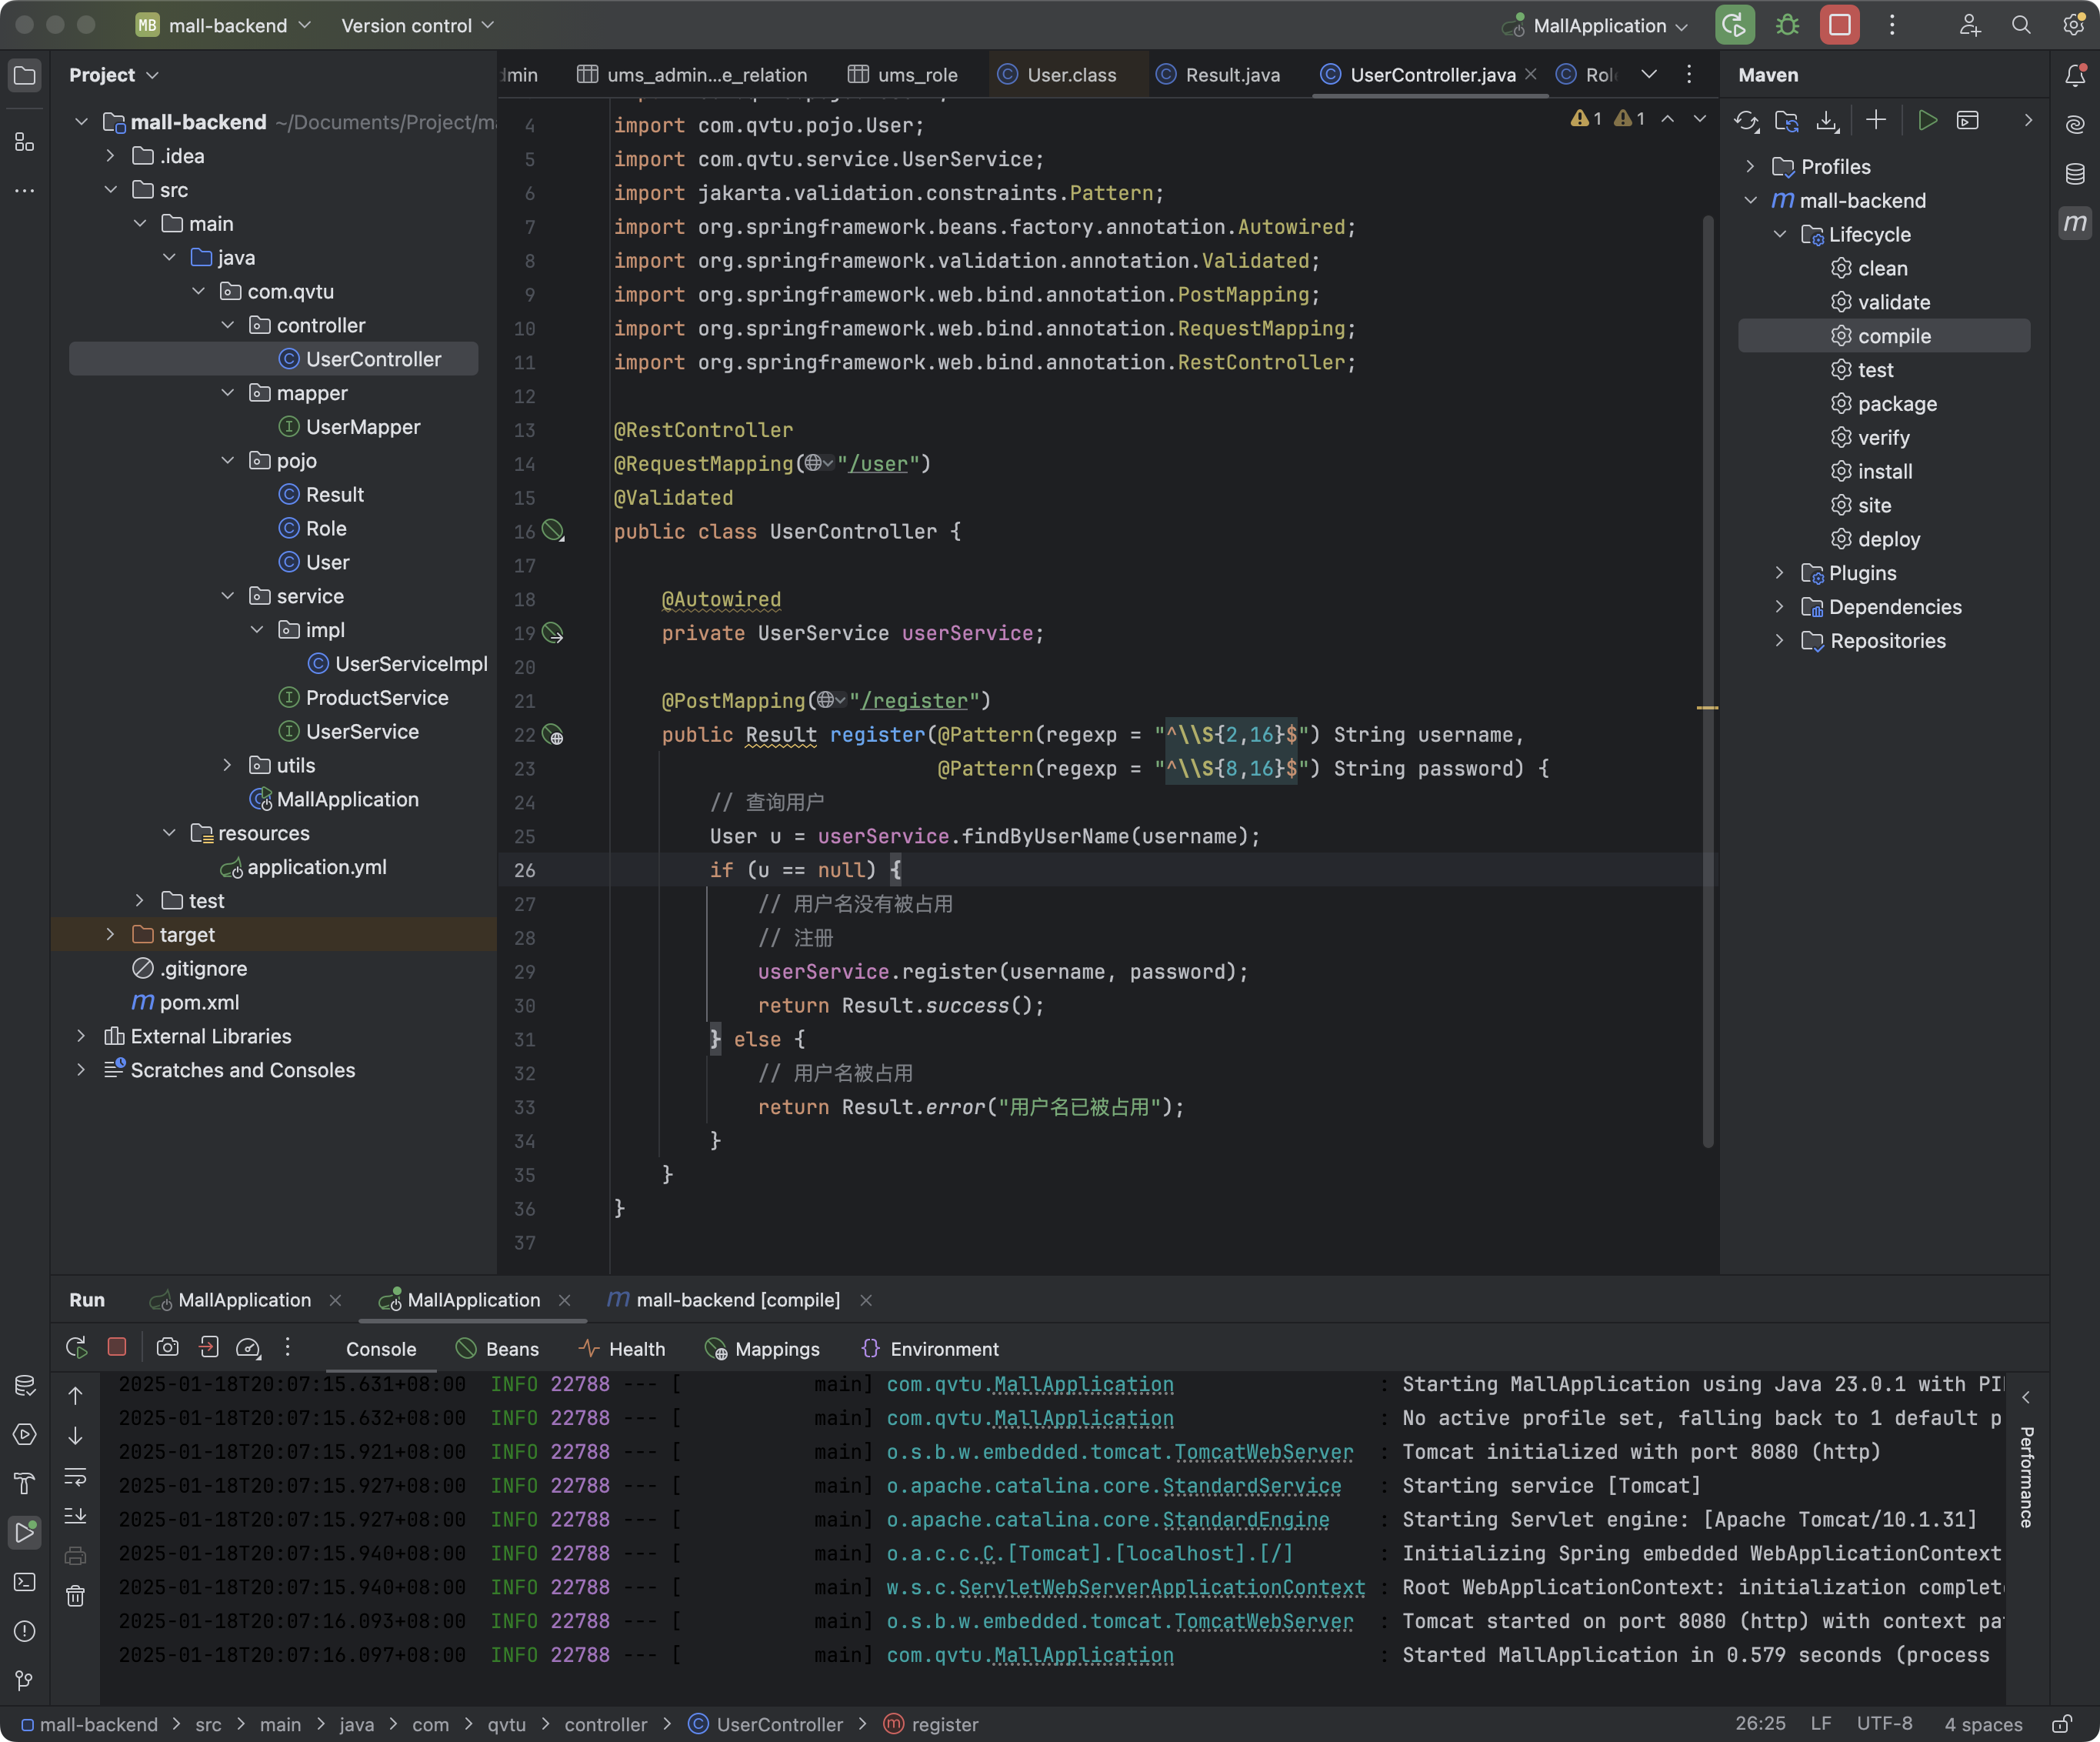 MB mall-backend Version control MallApplication
Project
mall-backend ~/Documents/Project/ma
.idea
src
main
java
com.qvtu
controller
UserController
mapper
UserMapper
pojo
Result
Role
User
service
impl
UserServiceImpl
ProductService
UserService
utils
MallApplication
resources
application.yml
test
target
.gitignore
m pom.xml
External Libraries
Scratches and Consoles
dmin ums_admin...e_relation ums_role User.class Result.java UserController.java Rol
1 1
4 import com.qvtu.pojo.User;
5 import com.qvtu.service.UserService;
6 import jakarta.validation.constraints.Pattern;
7 import org.springframework.beans.factory.annotation.Autowired;
8 import org.springframework.validation.annotation.Validated;
9 import org.springframework.web.bind.annotation.PostMapping;
10 import org.springframework.web.bind.annotation.RequestMapping;
11 import org.springframework.web.bind.annotation.RestController;
12
13 @RestController
14 @RequestMapping("/user")
15 @Validated
16 public class UserController {
17
18 @Autowired
19 private UserService userService;
20
21 @PostMapping("/register")
22 public Result register(@Pattern(regexp = "^\\S{2,16}$") String username,
23 @Pattern(regexp = "^\\S{8,16}$") String password) {
24 // 查询用户
25 User u = userService.findByUserName(username);
26 if (u == null) {
27 // 用户名没有被占用
28 // 注册
29 userService.register(username, password);
30 return Result.success();
31 } else {
32 // 用户名被占用
33 return Result.error("用户名已被占用");
34 }
35 }
36 }
37
Maven
Profiles
m mall-backend
Lifecycle
clean
validate
compile
test
package
verify
install
site
deploy
Plugins
Dependencies
Repositories
m
Run MallApplication MallApplication m mall-backend [compile]
Console Beans Health Mappings Environment
2025-01-18T20:07:15.631+08:00 INFO 22788 --- [ main] com.qvtu.MallApplication : Starting MallApplication using Java 23.0.1 with PI
2025-01-18T20:07:15.632+08:00 INFO 22788 --- [ main] com.qvtu.MallApplication : No active profile set, falling back to 1 default p
2025-01-18T20:07:15.921+08:00 INFO 22788 --- [ main] o.s.b.w.embedded.tomcat.TomcatWebServer : Tomcat initialized with port 8080 (http)
2025-01-18T20:07:15.927+08:00 INFO 22788 --- [ main] o.apache.catalina.core.StandardService : Starting service [Tomcat]
2025-01-18T20:07:15.927+08:00 INFO 22788 --- [ main] o.apache.catalina.core.StandardEngine : Starting Servlet engine: [Apache Tomcat/10.1.31]
2025-01-18T20:07:15.940+08:00 INFO 22788 --- [ main] o.a.c.c.C.[Tomcat].[localhost].[/] : Initializing Spring embedded WebApplicationContext
2025-01-18T20:07:15.940+08:00 INFO 22788 --- [ main] w.s.c.ServletWebServerApplicationContext : Root WebApplicationContext: initialization complet
2025-01-18T20:07:16.093+08:00 INFO 22788 --- [ main] o.s.b.w.embedded.tomcat.TomcatWebServer : Tomcat started on port 8080 (http) with context pa
2025-01-18T20:07:16.097+08:00 INFO 22788 --- [ main] com.qvtu.MallApplication : Started MallApplication in 0.579 seconds (process
Performance
mall-backend > src > main > java > com > qvtu > controller > UserController > register
26:25 LF UTF-8 4 spaces